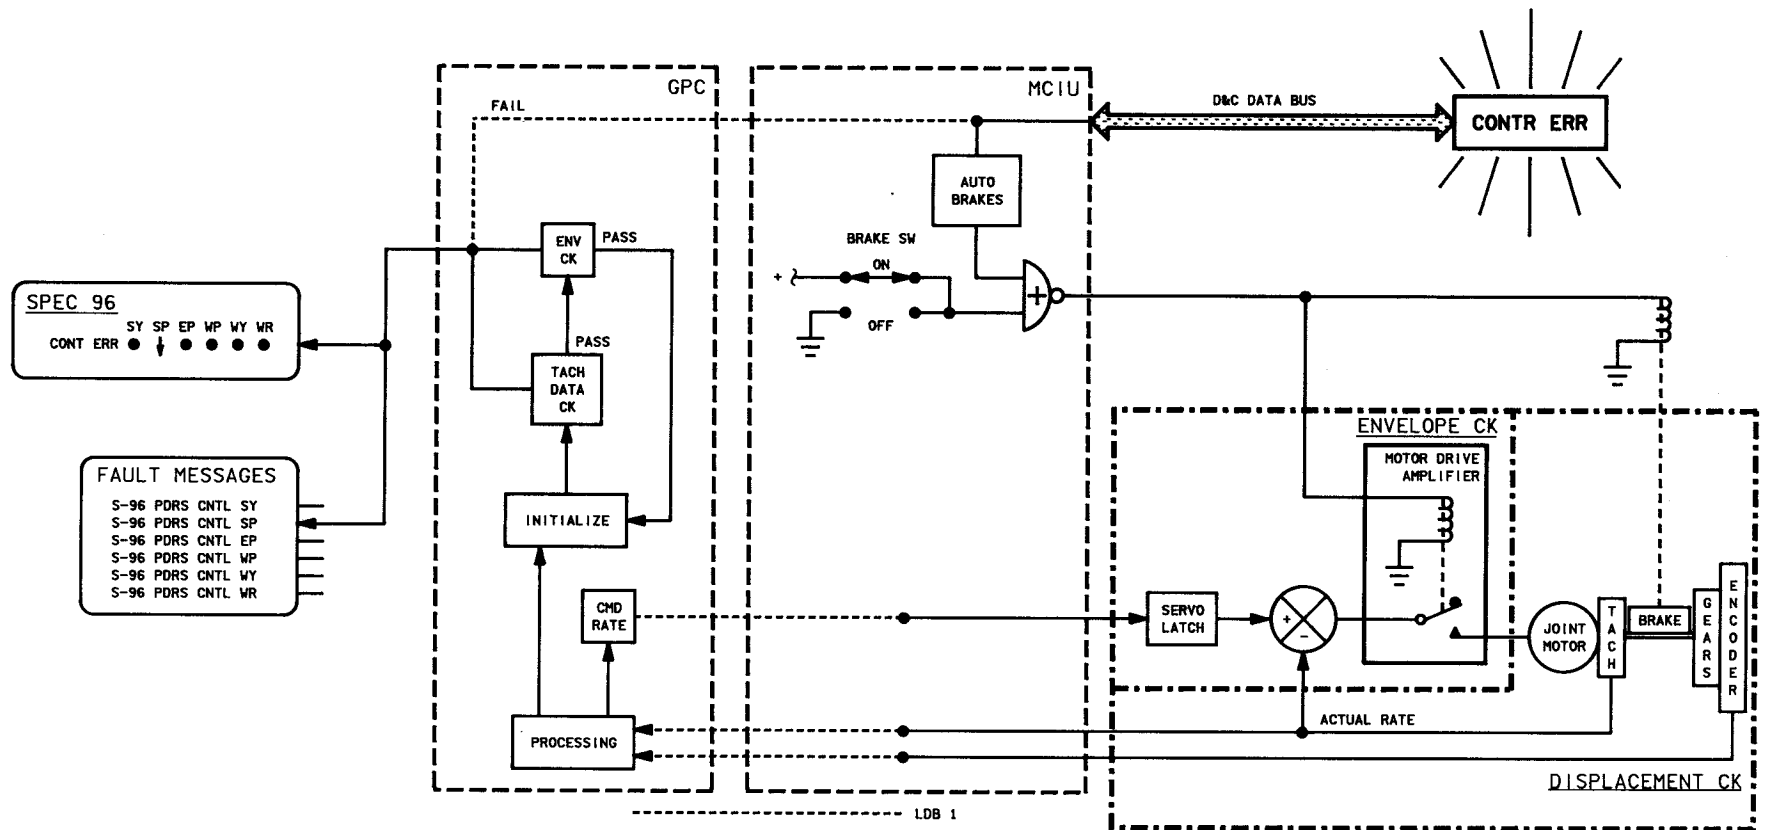 GPC
FAIL
ENV CK
PASS
PASS
TACH DATA CK
INITIALIZE
CMD RATE
PROCESSING
MCIU
AUTO BRAKES
BRAKE SW
+
ON
OFF
+
D&C DATA BUS
CONTR ERR
SPEC 96
SY SP EP WP WY WR
CONT ERR
FAULT MESSAGES
S-96 PDRS CNTL SY
S-96 PDRS CNTL SP
S-96 PDRS CNTL EP
S-96 PDRS CNTL WP
S-96 PDRS CNTL WY
S-96 PDRS CNTL WR
ENVELOPE CK
MOTOR DRIVE
AMPLIFIER
SERVO LATCH
+
-
JOINT MOTOR
TACH
BRAKE
GEARS
ENCODER
ACTUAL RATE
DISPLACEMENT CK
LDB 1